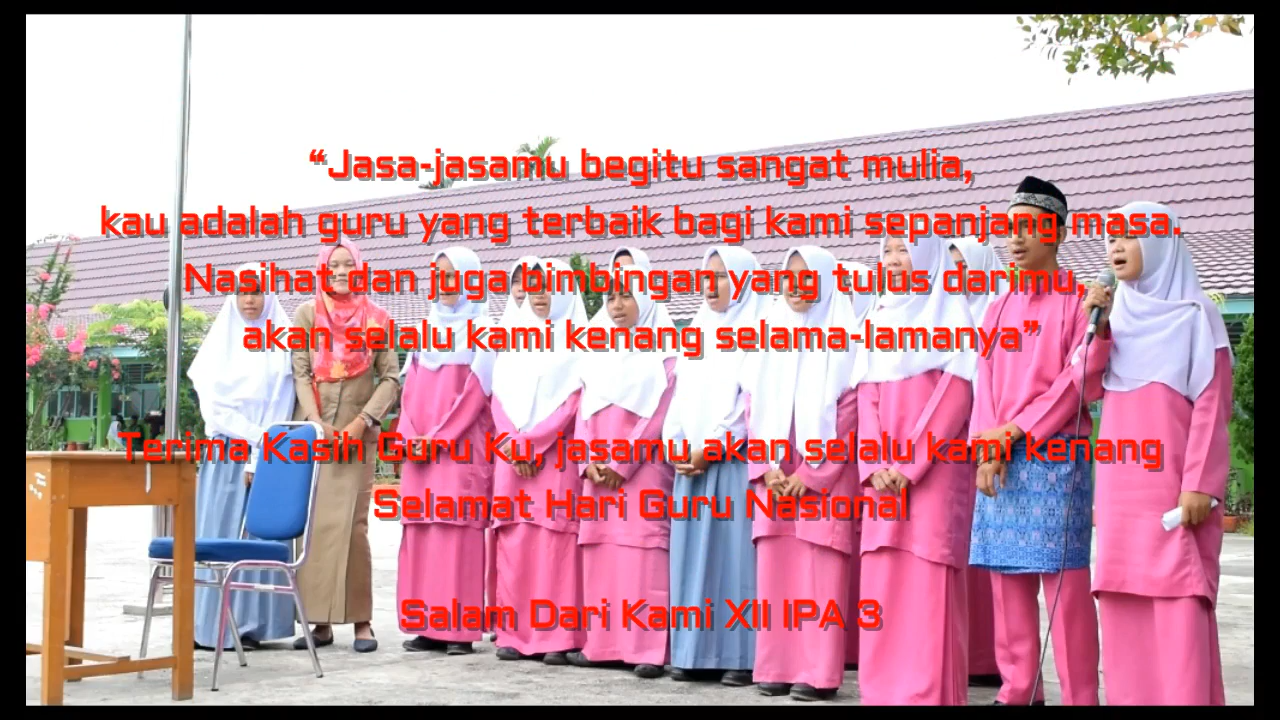 “Jasa-jasamu begitu sangat mulia,
kau adalah guru yang terbaik bagi kami sepanjang masa.
Nasihat dan juga bimbingan yang tulus darimu,
akan selalu kami kenang selama-lamanya”
Terima Kasih Guru Ku, jasamu akan selalu kami kenang
Selamat Hari Guru Nasional
Salam Dari Kami XII IPA 3